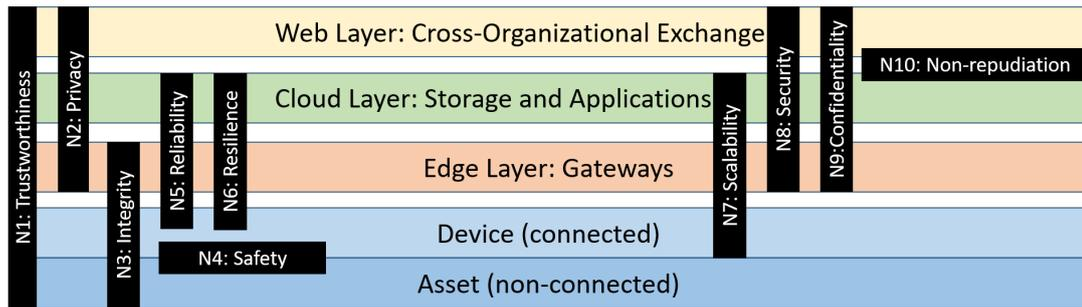 N1: Trustworthiness
N2: Privacy
N3: Integrity
N5: Reliability
N6: Resilience
N4: Safety
Web Layer: Cross-Organizational Exchange
Cloud Layer: Storage and Applications
Edge Layer: Gateways
Device (connected)
Asset (non-connected)
N7: Scalability
N8: Security
N9:Confidentiality
N10: Non-repudiation